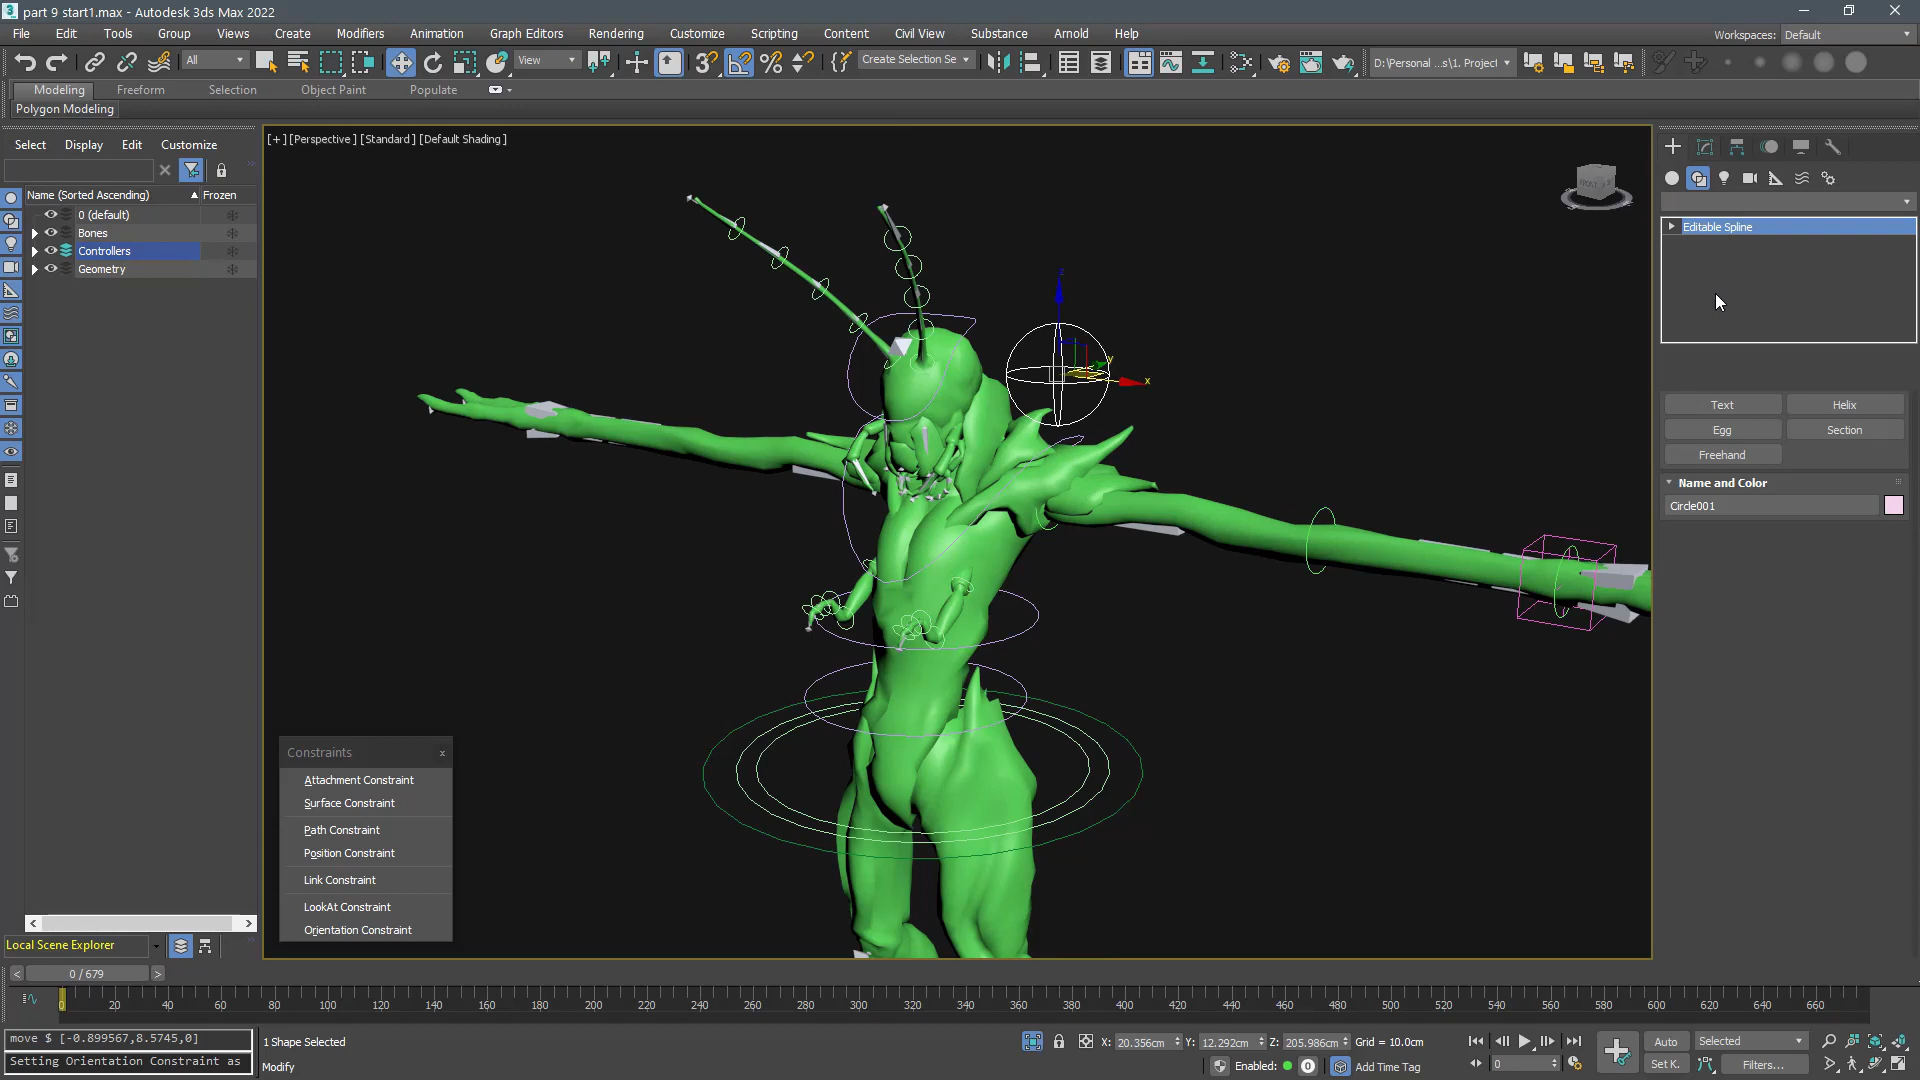 part 9 start1.max - Autodesk 3ds Max 2022
File Edit Tools Group Views Create Modifiers Animation Graph Editors Rendering Customize Scripting Content Civil View Substance Arnold Help
Workspaces: Default
All
View
Create Selection Se
D:\Personal ...s\1. Project
Modeling Freeform Selection Object Paint Populate
Polygon Modeling
Select Display Edit Customize
Name (Sorted Ascending) Frozen
0 (default)
Bones
Controllers
Geometry
[+] [Perspective] [Standard] [Default Shading]
z
y
x
FRONT
Editable Spline
Text Helix
Egg Section
Freehand
Name and Color
Circle001
Constraints x
Attachment Constraint
Surface Constraint
Path Constraint
Position Constraint
Link Constraint
LookAt Constraint
Orientation Constraint
Local Scene Explorer
< 0 / 679 >
0 20 40 60 80 100 120 140 160 180 200 220 240 260 280 300 320 340 360 380 400 420 440 460 480 500 520 540 560 580 600 620 640 660
move $ [-0.899567,8.5745,0]
Setting Orientation Constraint as
1 Shape Selected
Modify
X: 20.356cm Y: 12.292cm Z: 205.986cm Grid = 10.0cm
Enabled: 0 Add Time Tag
0
Auto Selected
Set K. Filters...